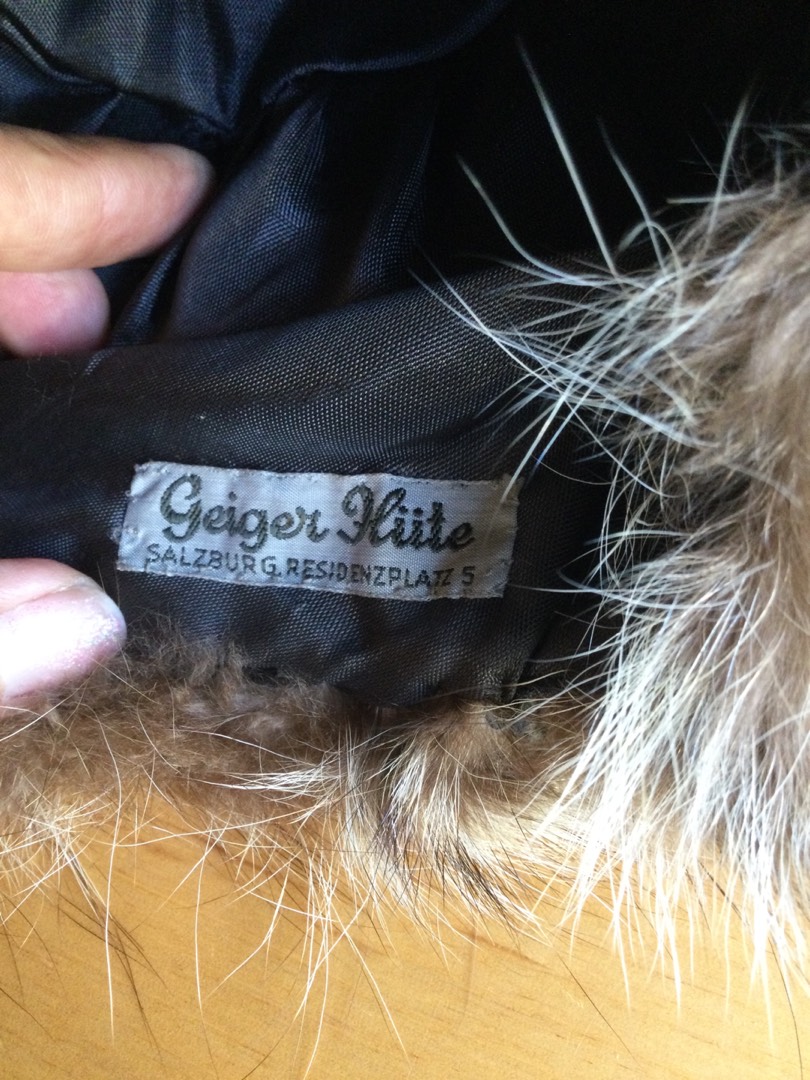 Geiger Hüte
SALZBURG. RESIDENZPLATZ 5